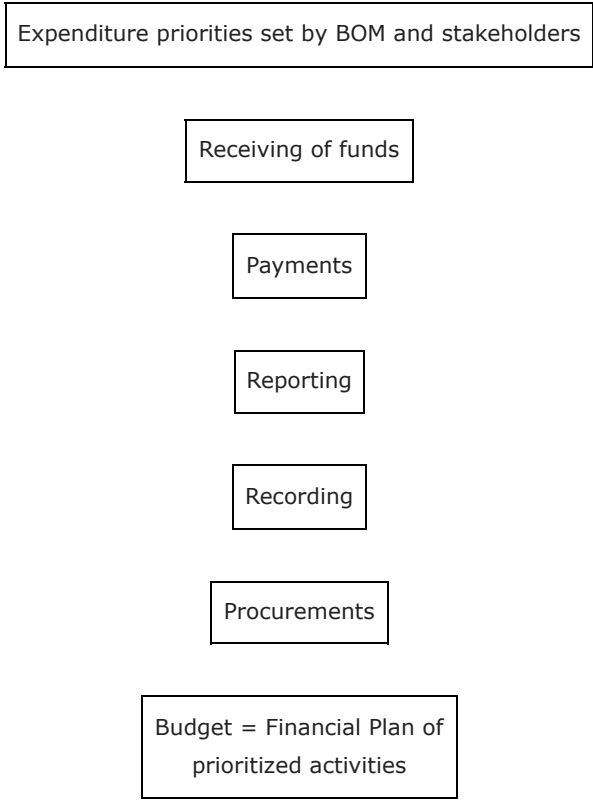 Expenditure priorities set by BOM and stakeholders
Receiving of funds
Payments
Reporting
Recording
Procurements
Budget = Financial Plan of
prioritized activities